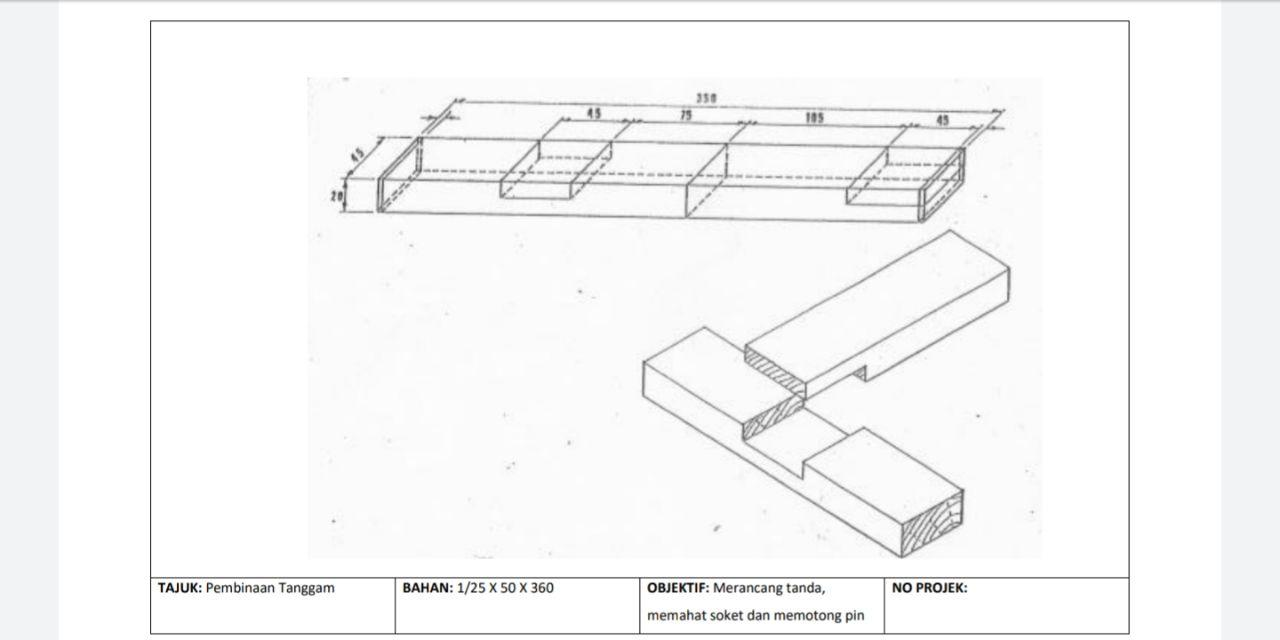 350
45
75
105
45
45
20
TAJUK: Pembinaan Tanggam
BAHAN: 1/25 X 50 X 360
OBJEKTIF: Merancang tanda,
memahat soket dan memotong pin
NO PROJEK: